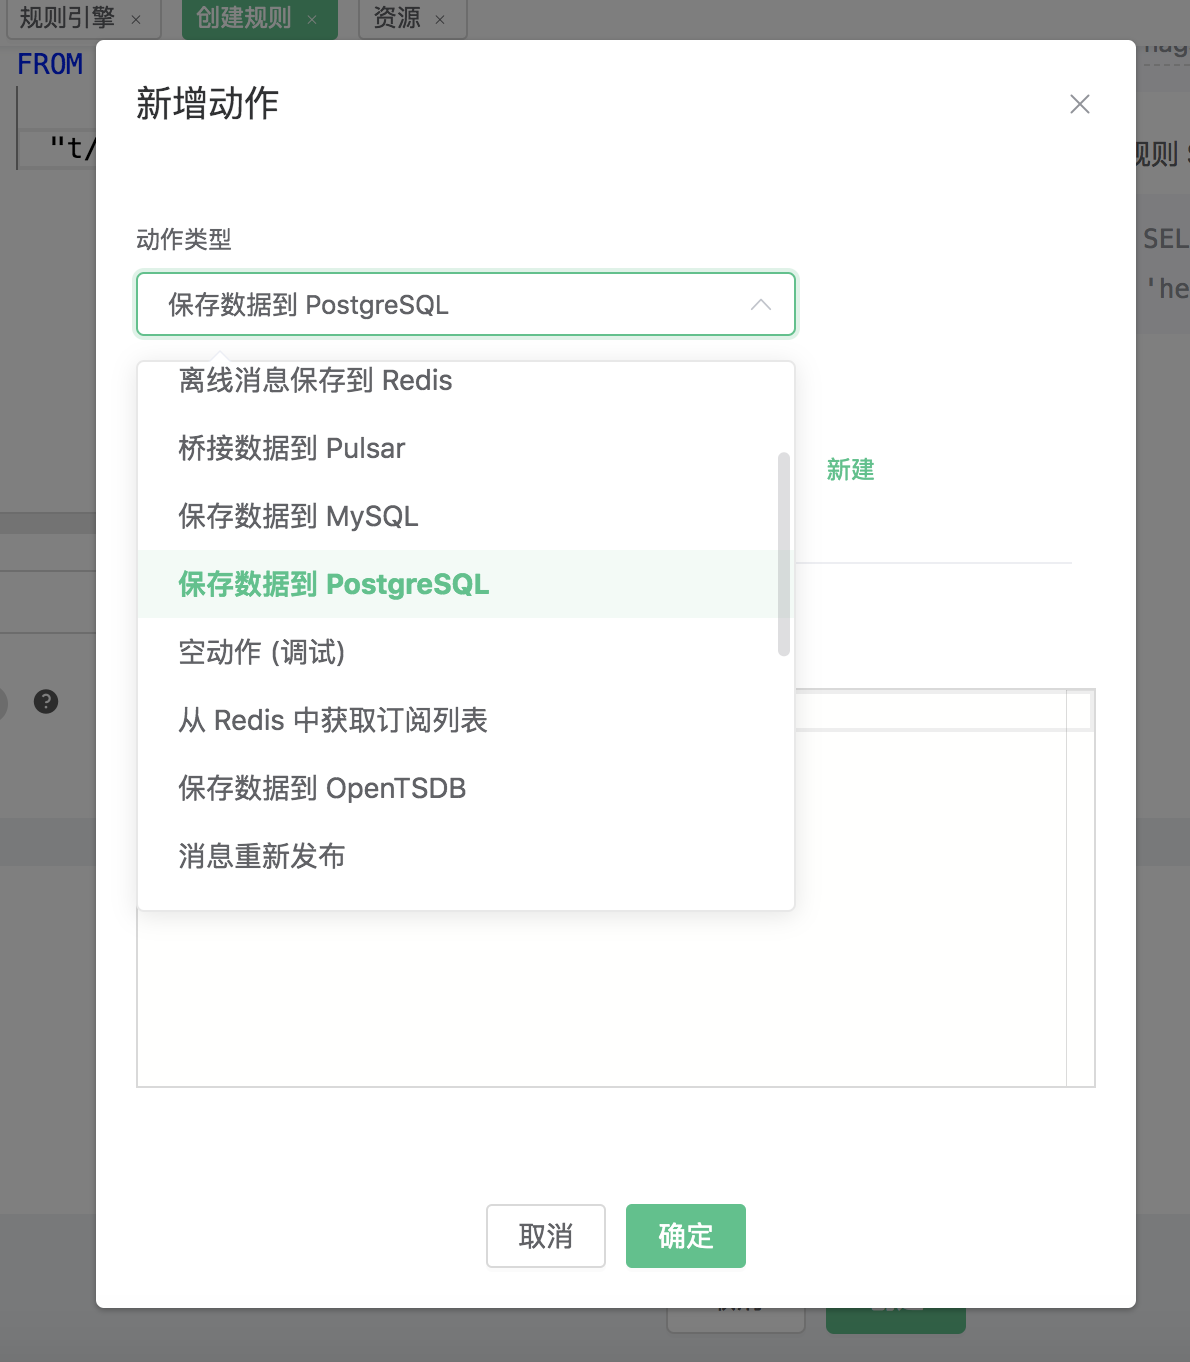 规则引擎 ×
创建规则 ×
资源 ×
FROM
"t/
新增动作
规则
SEL
'he
动作类型
保存数据到 PostgreSQL
离线消息保存到 Redis
桥接数据到 Pulsar
保存数据到 MySQL
保存数据到 PostgreSQL
空动作 (调试)
从 Redis 中获取订阅列表
保存数据到 OpenTSDB
消息重新发布
新建
?
取消
确定